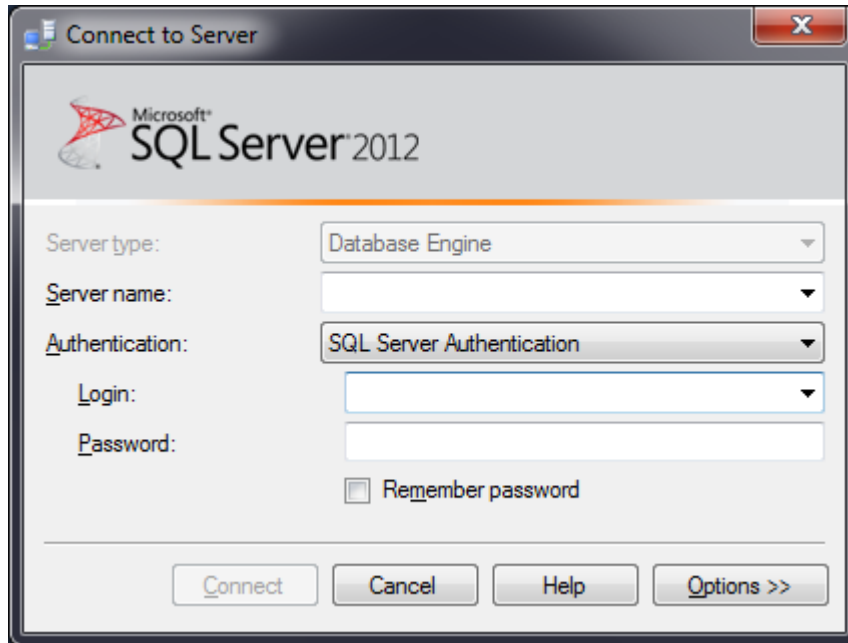 Connect to Server
x
Microsoft®
SQL Server® 2012
Server type: Database Engine
Server name:
Authentication: SQL Server Authentication
Login:
Password:
Remember password
Connect Cancel Help Options >>